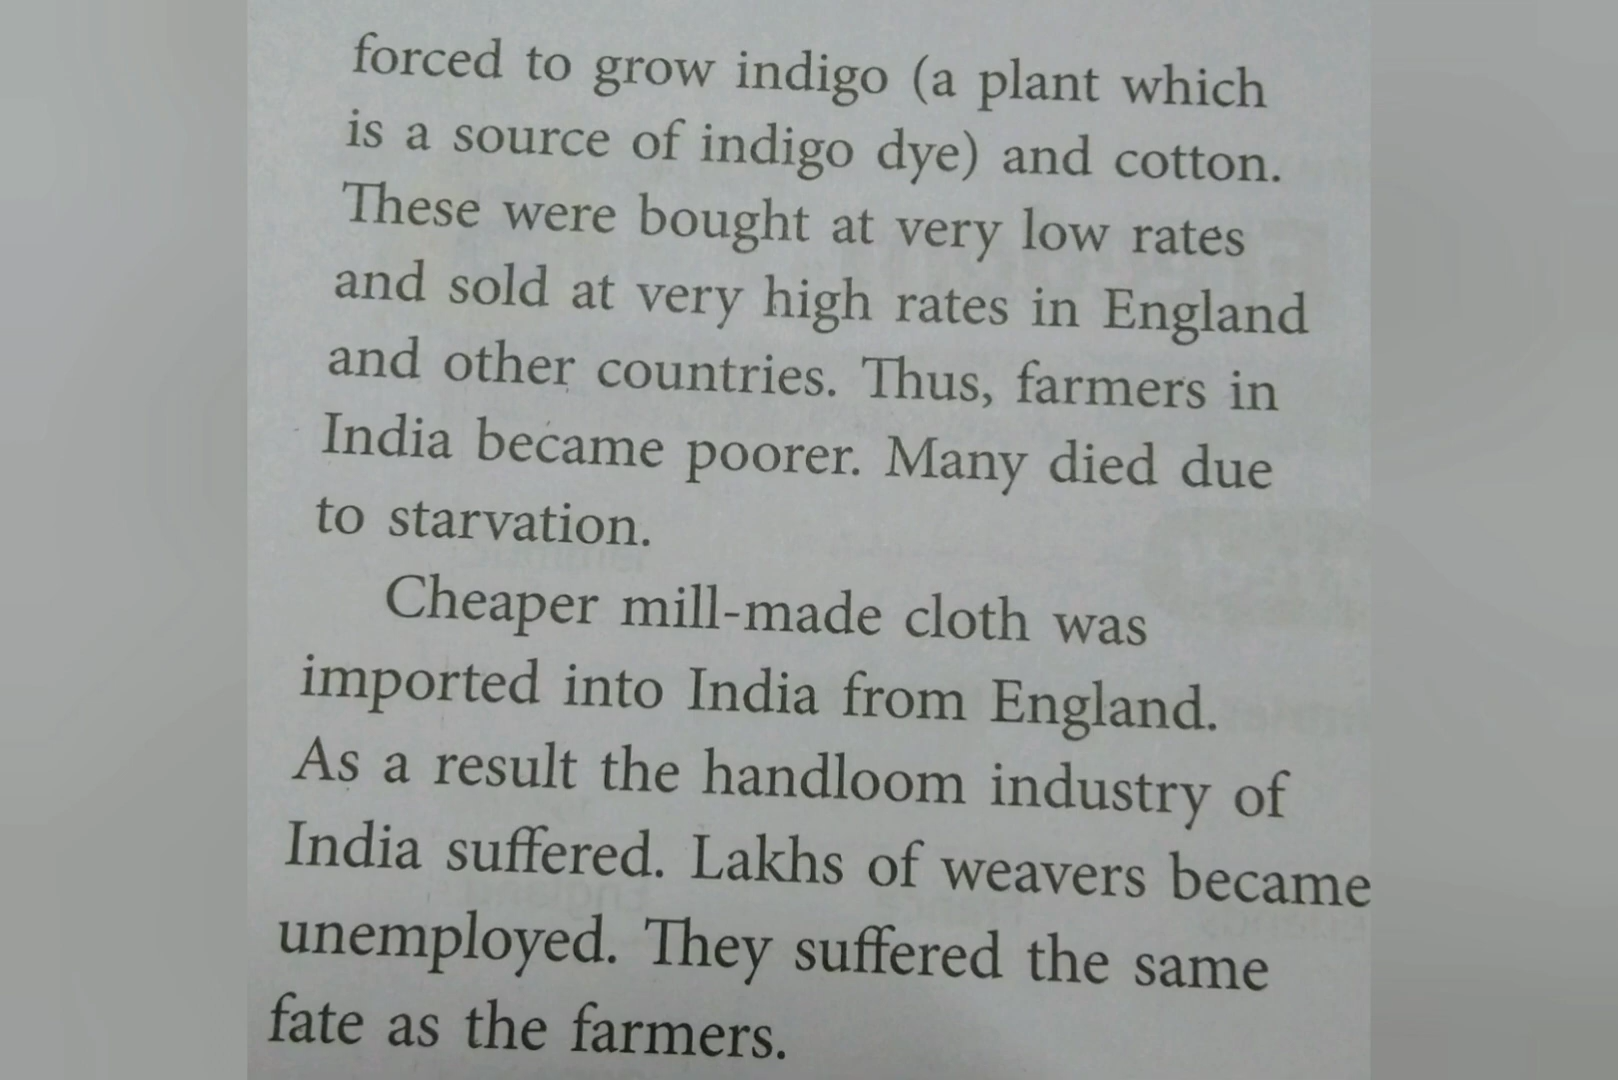 forced to grow indigo (a plant which
is a source of indigo dye) and cotton.
These were bought at very low rates
and sold at very high rates in England
and other countries. Thus, farmers in
India became poorer. Many died due
to starvation.
Cheaper mill-made cloth was
imported into India from England.
As a result the handloom industry of
India suffered. Lakhs of weavers became
unemployed. They suffered the same
fate as the farmers.